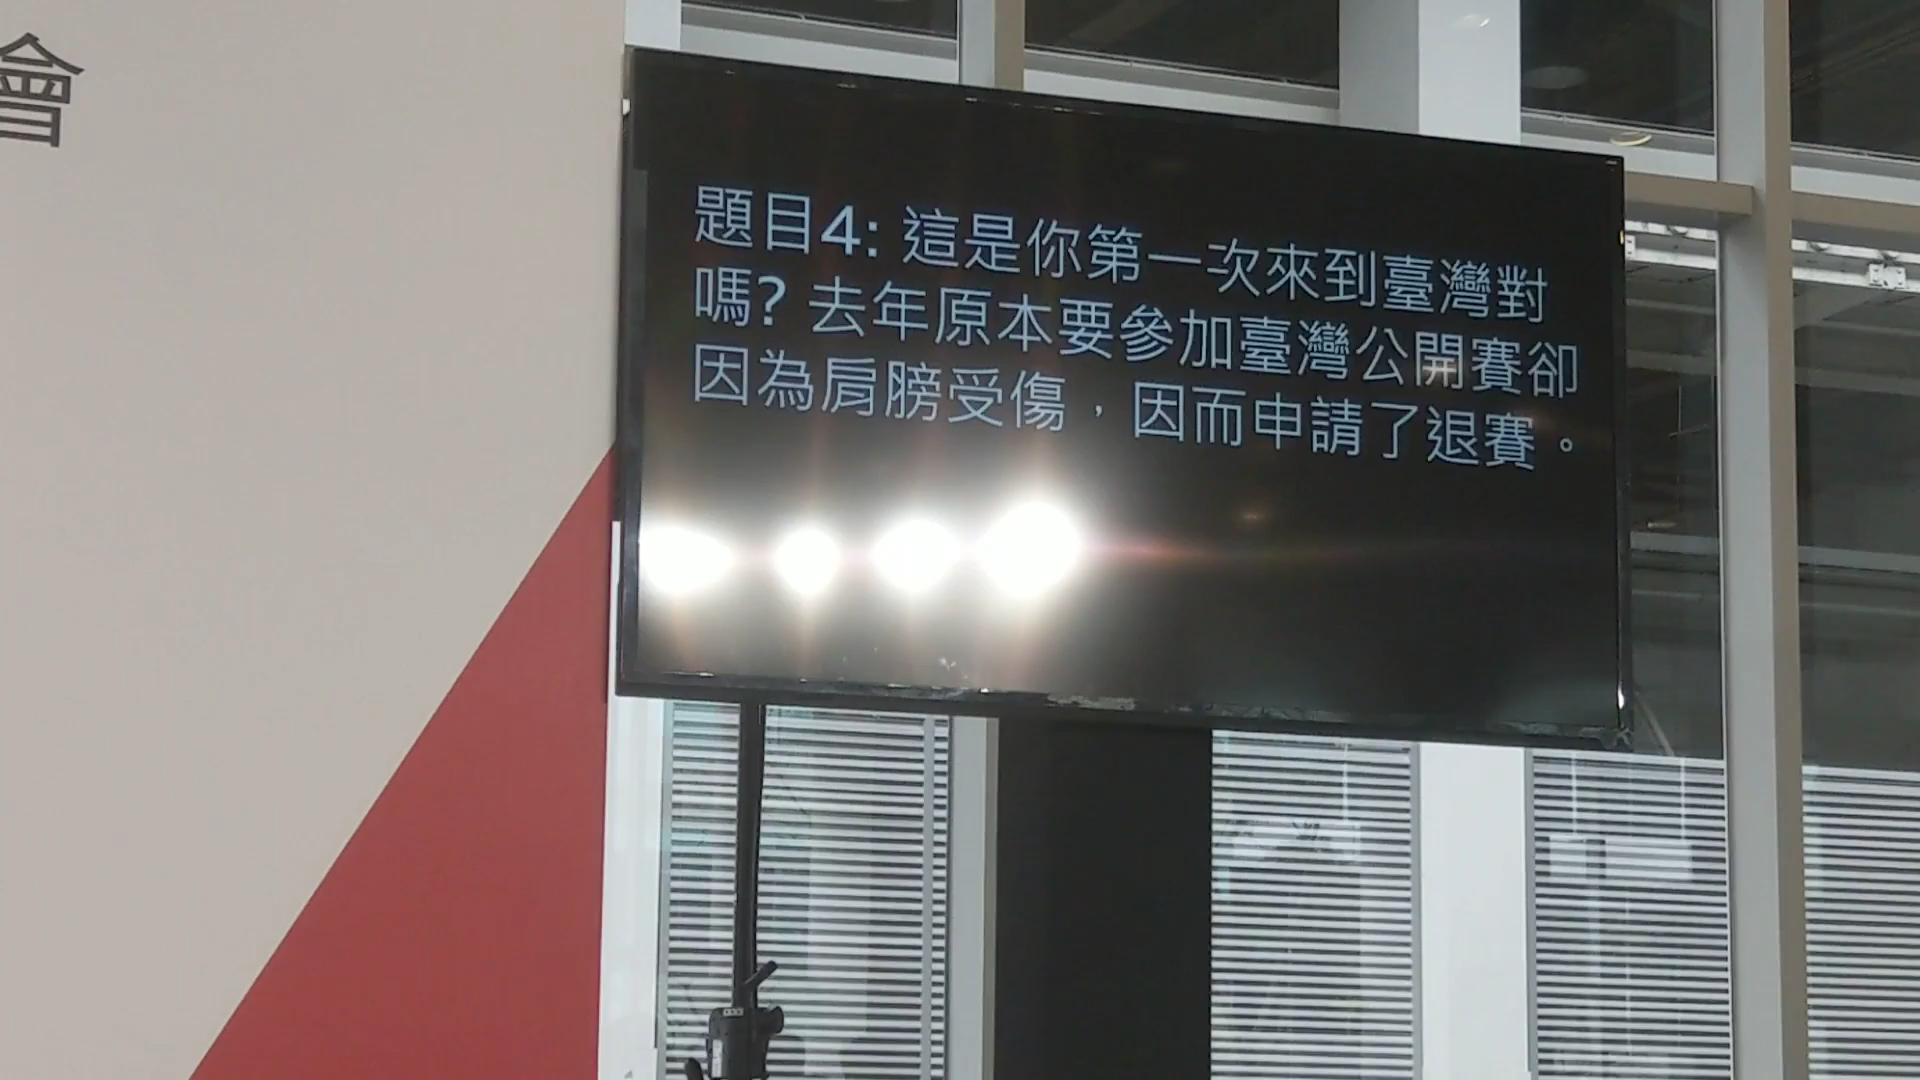 會
題目4: 這是你第一次來到臺灣對
嗎? 去年原本要參加臺灣公開賽卻
因為肩膀受傷，因而申請了退賽。